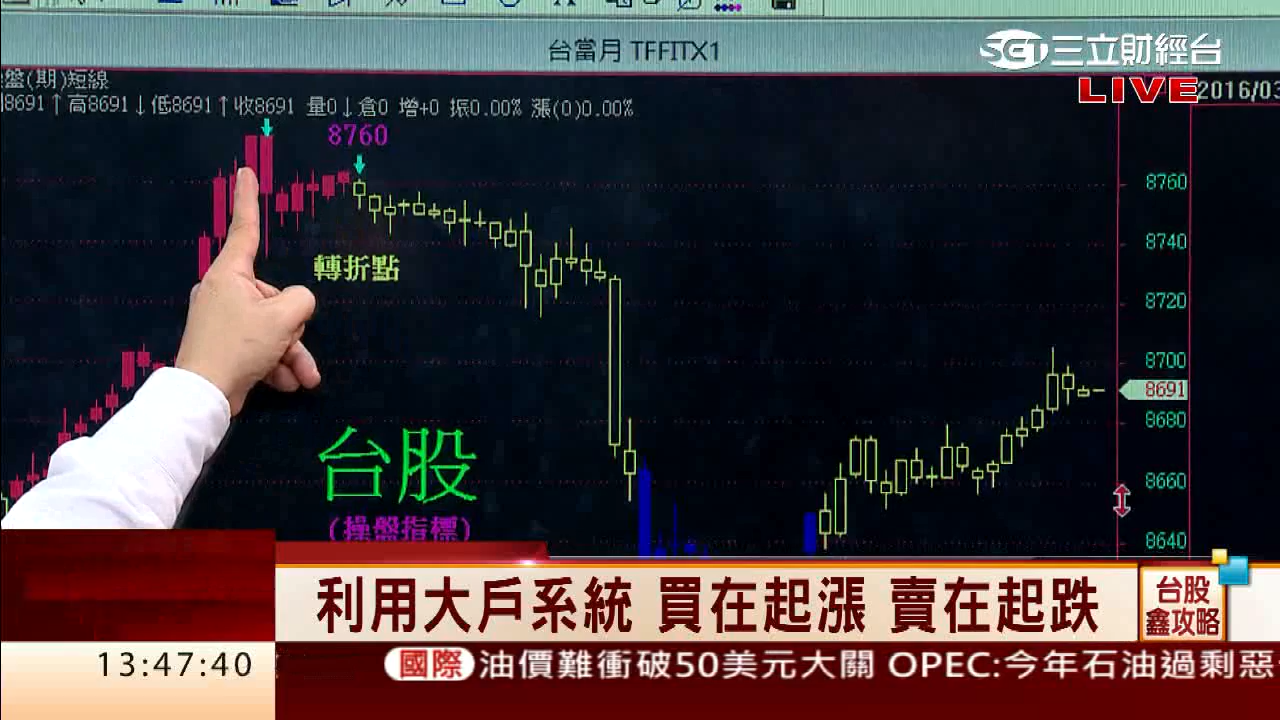 台當月 TFFITX1
SET 三立財經台
LIVE
2016/03
盤(期)短線
8691↑高8691↓低8691↑收8691 量0↓倉0 增+0 振0.00% 漲(0)0.00%
8760
轉折點
8760
8740
8720
8700
8691
8680
8660
8640
台股
(操盤指標)
利用大戶系統 買在起漲 賣在起跌
台股
鑫攻略
13:47:40
國際 油價難衝破50美元大關 OPEC:今年石油過剩惡